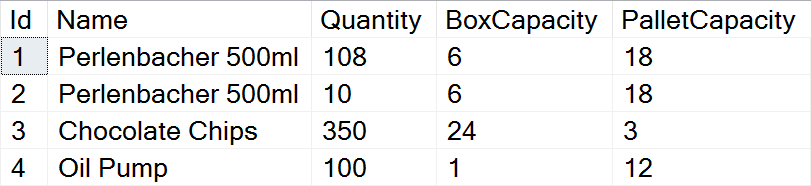 Id Name Quantity BoxCapacity PalletCapacity
1 Perlenbacher 500ml 108 6 18
2 Perlenbacher 500ml 10 6 18
3 Chocolate Chips 350 24 3
4 Oil Pump 100 1 12